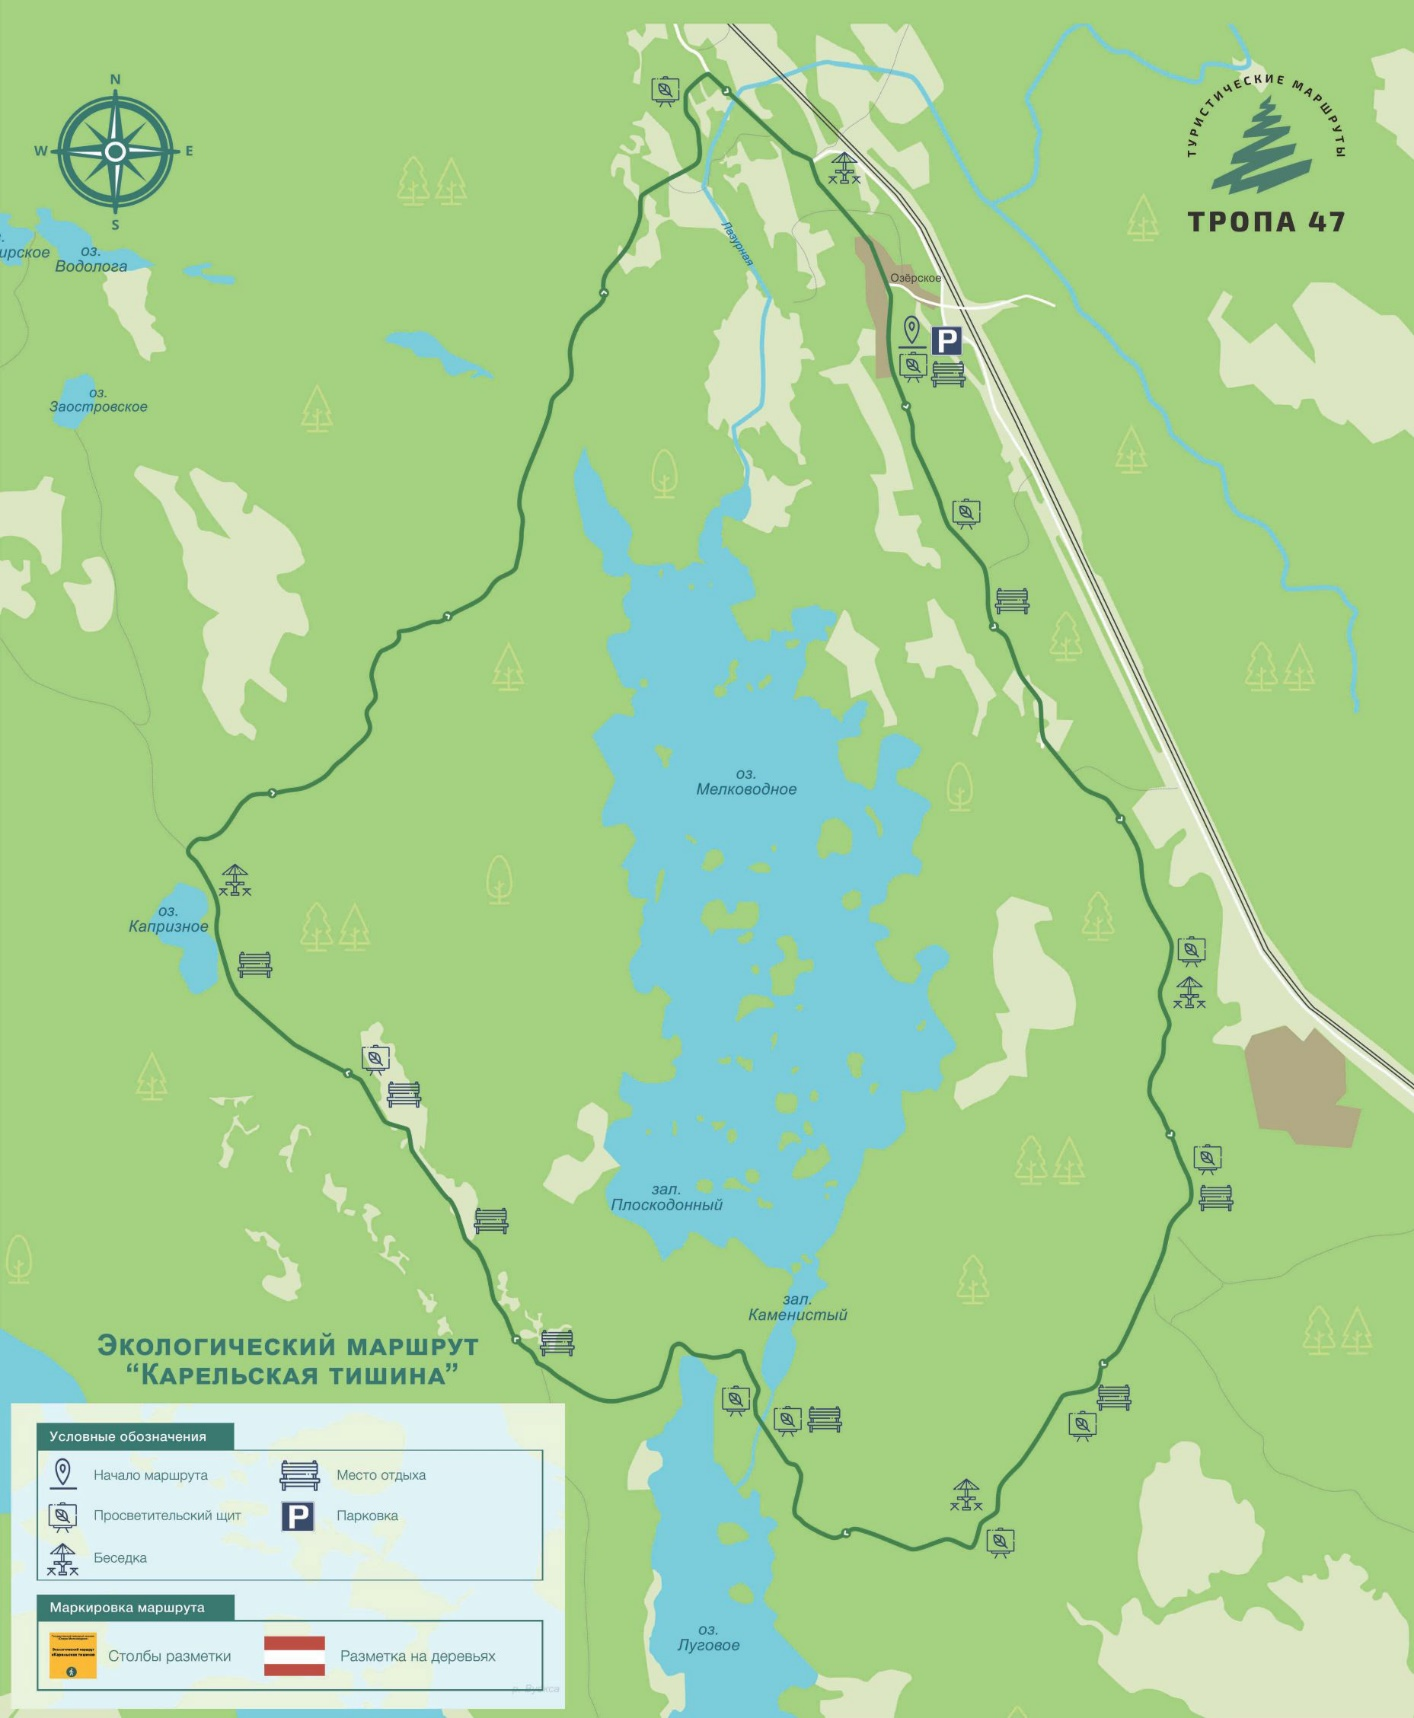 N
W
E
S
ТУРИСТИЧЕСКИЕ МАРШРУТЫ
ТРОПА 47
ирское
оз.
Водолога
Лазурная
Озёрское
P
оз.
Заостровское
оз.
Мелководное
оз.
Капризное
зал.
Плоскодонный
зал.
Каменистый
Экологический маршрут
“Карельская тишина”
Условные обозначения
Начало маршрута
Место отдыха
Просветительский щит
P
Парковка
Беседка
Маркировка маршрута
Столбы разметки
Разметка на деревьях
р. Вуокса
оз.
Луговое